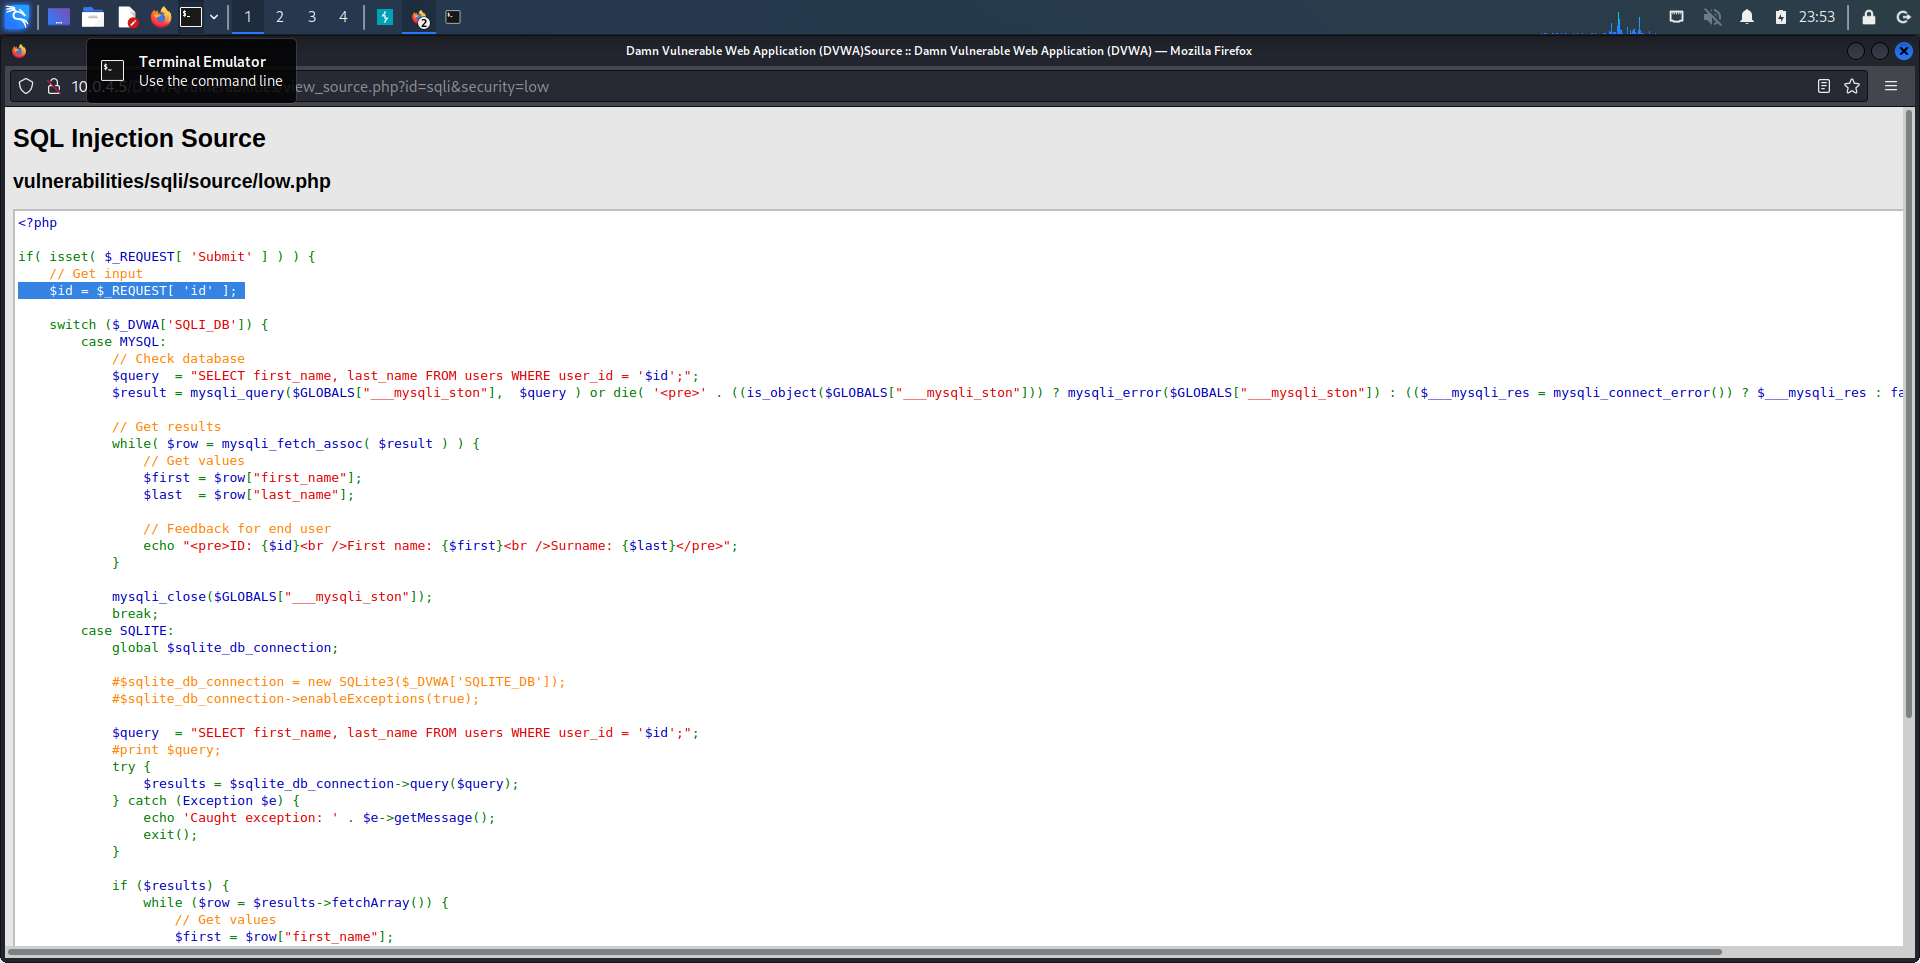 1 2 3 4 2 23:53
Damn Vulnerable Web Application (DVWA)Source :: Damn Vulnerable Web Application (DVWA) — Mozilla Firefox
Terminal Emulator
Use the command line
10.0.4.5/DVWA/vulnerabilities/view_source.php?id=sqli&security=low
SQL Injection Source
vulnerabilities/sqli/source/low.php
<?php
if( isset( $_REQUEST[ 'Submit' ] ) ) {
    // Get input
    $id = $_REQUEST[ 'id' ];
    switch ($_DVWA['SQLI_DB']) {
        case MYSQL:
            // Check database
            $query  = "SELECT first_name, last_name FROM users WHERE user_id = '$id';";
            $result = mysqli_query($GLOBALS["___mysqli_ston"],  $query ) or die( '<pre>' . ((is_object($GLOBALS["___mysqli_ston"])) ? mysqli_error($GLOBALS["___mysqli_ston"]) : (($___mysqli_res = mysqli_connect_error()) ? $___mysqli_res : fa
            // Get results
            while( $row = mysqli_fetch_assoc( $result ) ) {
                // Get values
                $first = $row["first_name"];
                $last  = $row["last_name"];
                // Feedback for end user
                echo "<pre>ID: {$id}<br />First name: {$first}<br />Surname: {$last}</pre>";
            }
            mysqli_close($GLOBALS["___mysqli_ston"]);
            break;
        case SQLITE:
            global $sqlite_db_connection;
            #$sqlite_db_connection = new SQLite3($_DVWA['SQLITE_DB']);
            #$sqlite_db_connection->enableExceptions(true);
            $query  = "SELECT first_name, last_name FROM users WHERE user_id = '$id';";
            #print $query;
            try {
                $results = $sqlite_db_connection->query($query);
            } catch (Exception $e) {
                echo 'Caught exception: ' . $e->getMessage();
                exit();
            }
            if ($results) {
                while ($row = $results->fetchArray()) {
                    // Get values
                    $first = $row["first_name"];